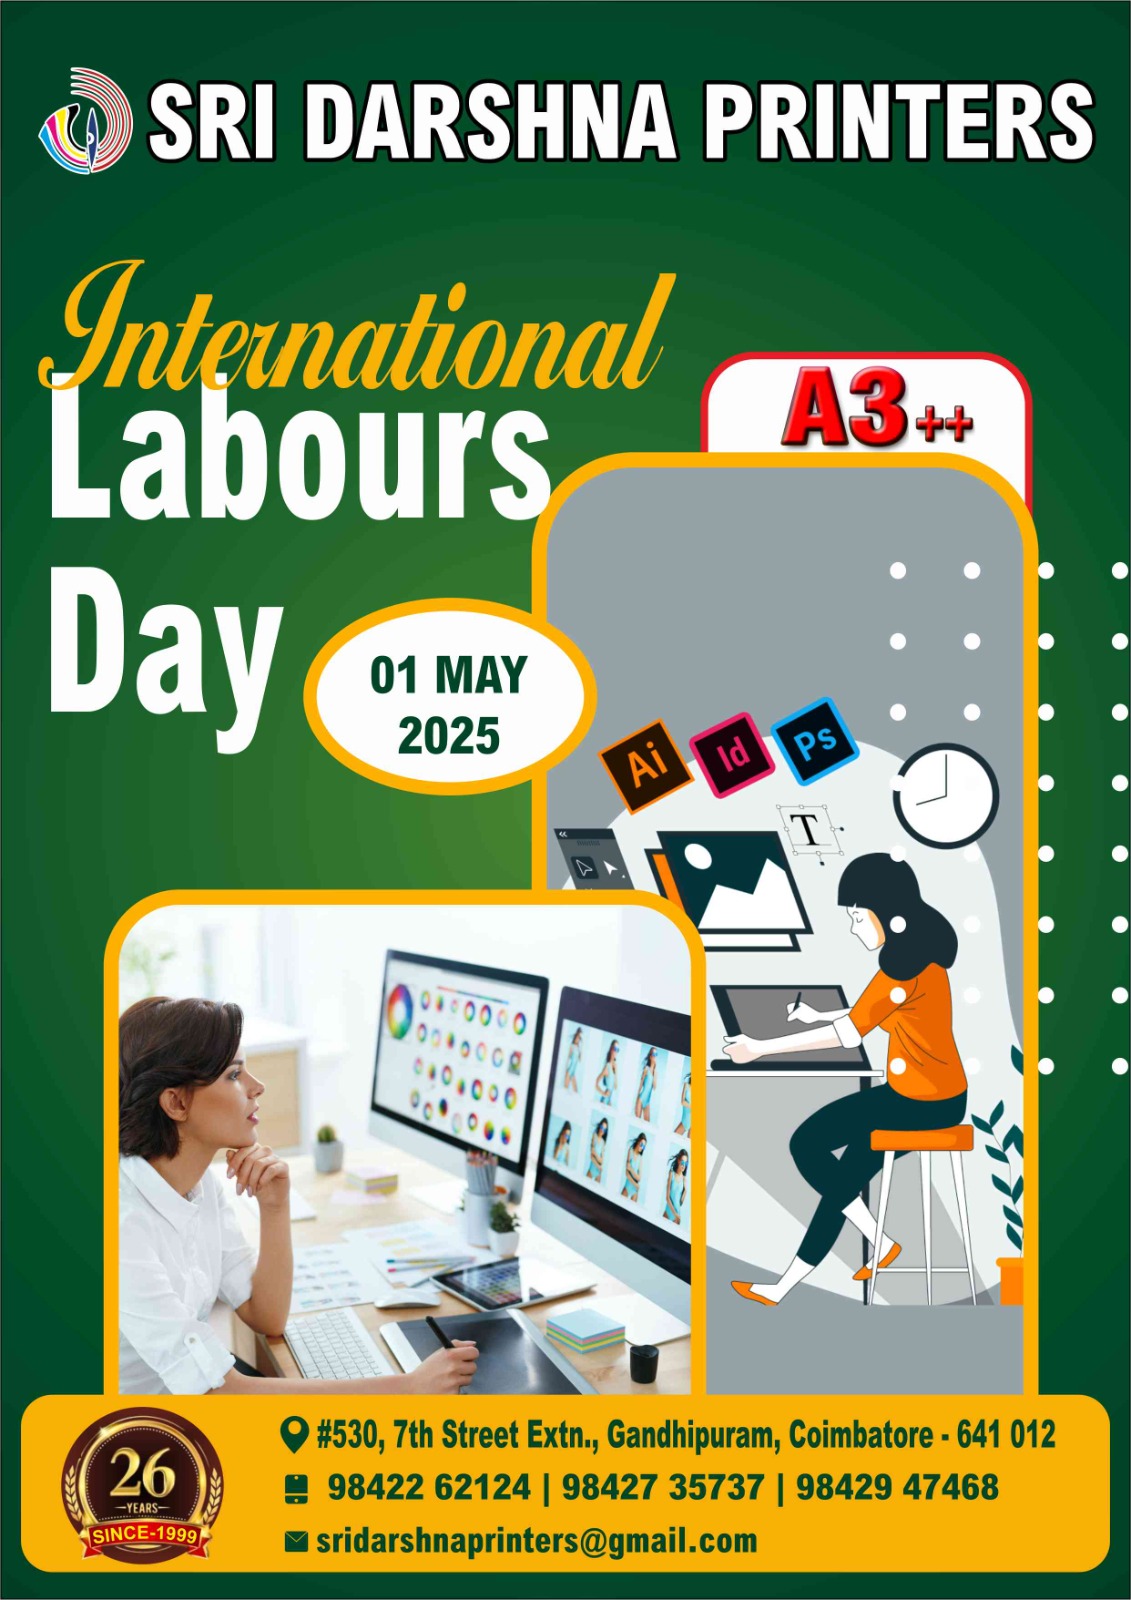 SRI DARSHNA PRINTERS
International
Labours
Day
A3++
01 MAY
2025
Ai
Id
Ps
T
#530, 7th Street Extn., Gandhipuram, Coimbatore - 641 012
98422 62124 | 98427 35737 | 98429 47468
sridarshnaprinters@gmail.com
26
YEARS
SINCE-1999